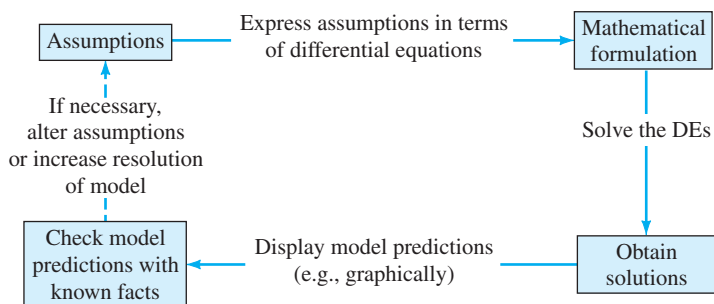 Assumptions
Express assumptions in terms
of differential equations
Mathematical
formulation
If necessary,
alter assumptions
or increase resolution
of model
Solve the DEs
Check model
predictions with
known facts
Display model predictions
(e.g., graphically)
Obtain
solutions